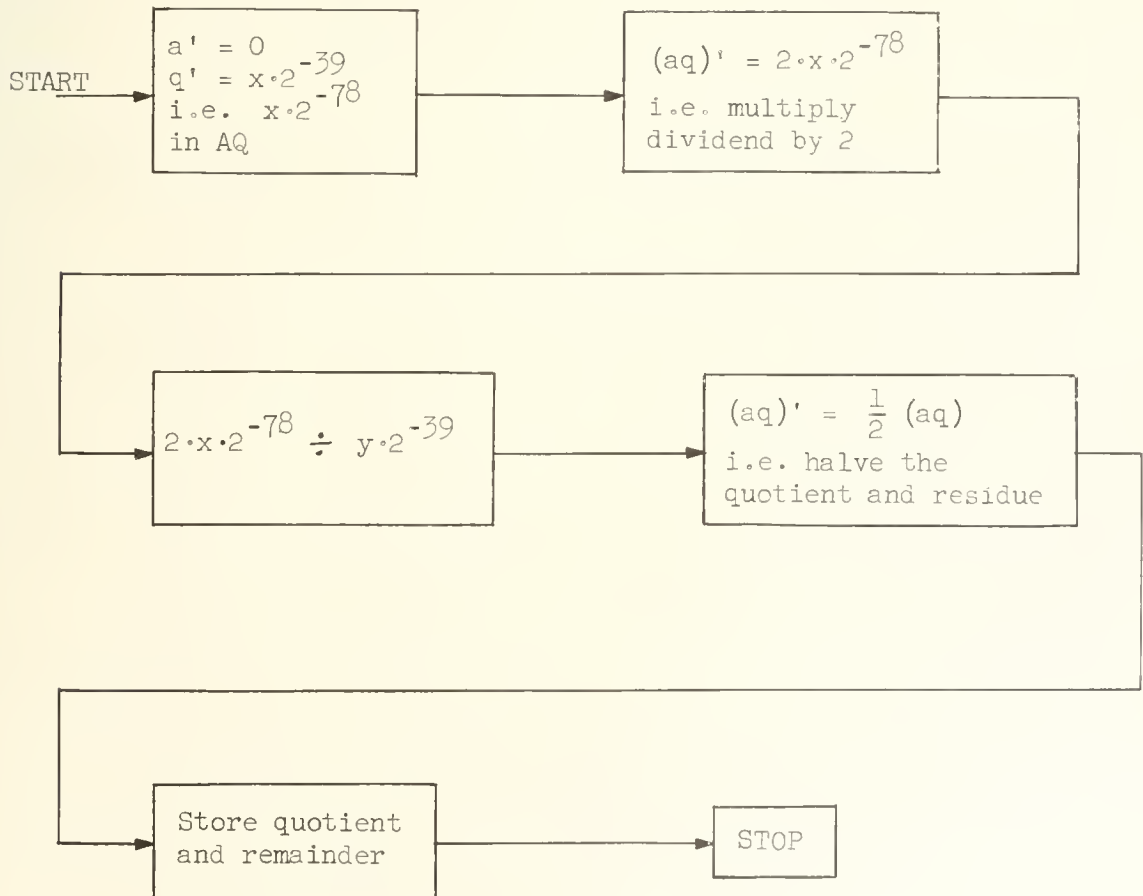 START
a' = 0
q' = x·2^-39
i.e. x·2^-78
in AQ
(aq)' = 2·x·2^-78
i.e. multiply
dividend by 2
2·x·2^-78 ÷ y·2^-39
(aq)' = 1/2 (aq)
i.e. halve the
quotient and residue
Store quotient
and remainder
STOP